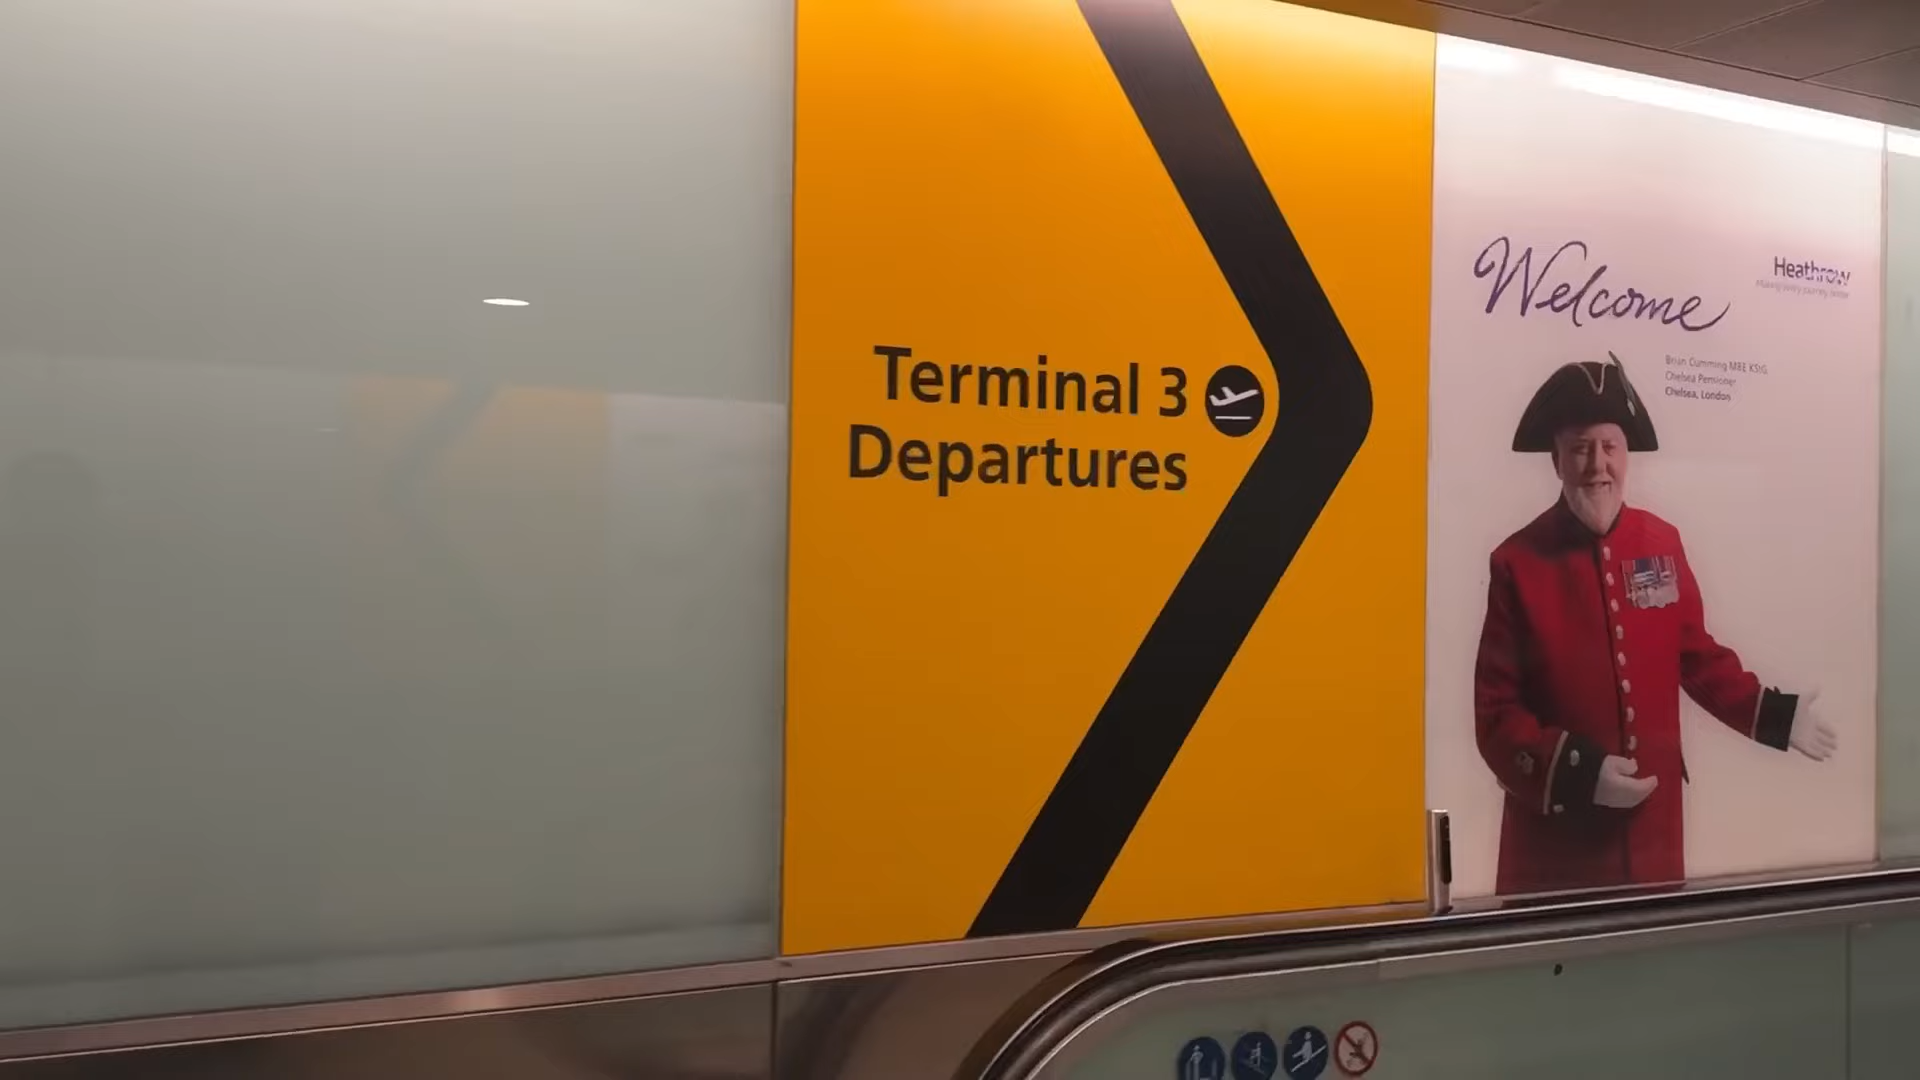 Terminal 3
Departures
Welcome
Heathrow
Making every journey better
Brian Cumming MBE KStG
Chelsea Pensioner
Chelsea, London